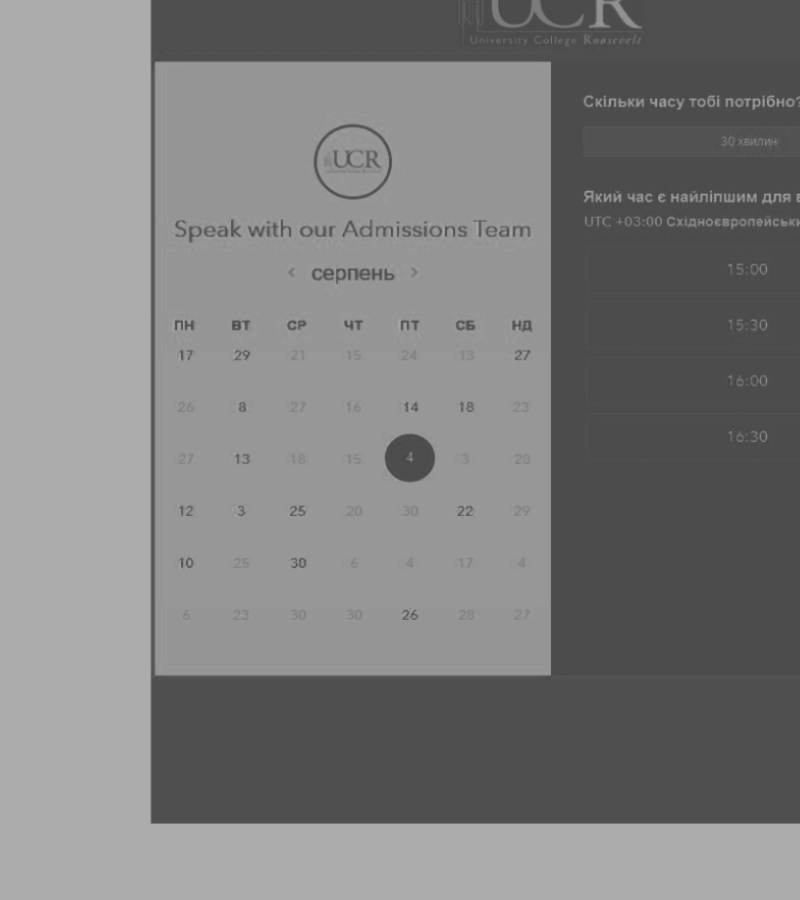 UCR
University College Roosevelt
UCR
Speak with our Admissions Team
< серпень >
ПН ВТ СР ЧТ ПТ СБ НД
17 29 21 15 24 13 27
26 8 27 16 14 18 23
27 13 18 15 4 3 28
12 3 25 20 30 22 29
10 25 30 6 4 17 4
6 23 30 30 26 28 27
Скільки часу тобі потрібно?
30 хвилин
Який час є найліпшим для в
UTC +03:00 Східноєвропейськи
15:00
15:30
16:00
16:30